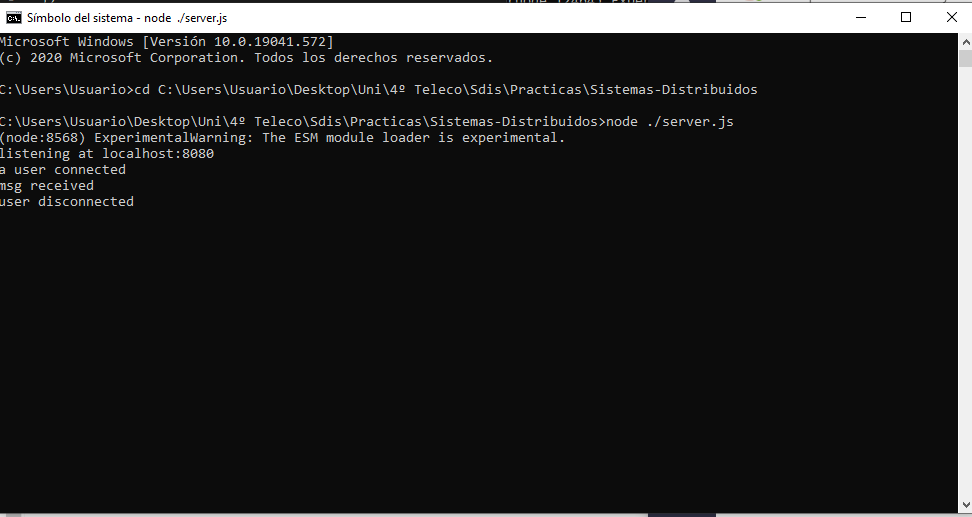 Símbolo del sistema - node ./server.js
Microsoft Windows [Versión 10.0.19041.572]
(c) 2020 Microsoft Corporation. Todos los derechos reservados.
C:\Users\Usuario>cd C:\Users\Usuario\Desktop\Uni\4º Teleco\Sdis\Practicas\Sistemas-Distribuidos
C:\Users\Usuario\Desktop\Uni\4º Teleco\Sdis\Practicas\Sistemas-Distribuidos>node ./server.js
(node:8568) ExperimentalWarning: The ESM module loader is experimental.
listening at localhost:8080
a user connected
msg received
user disconnected